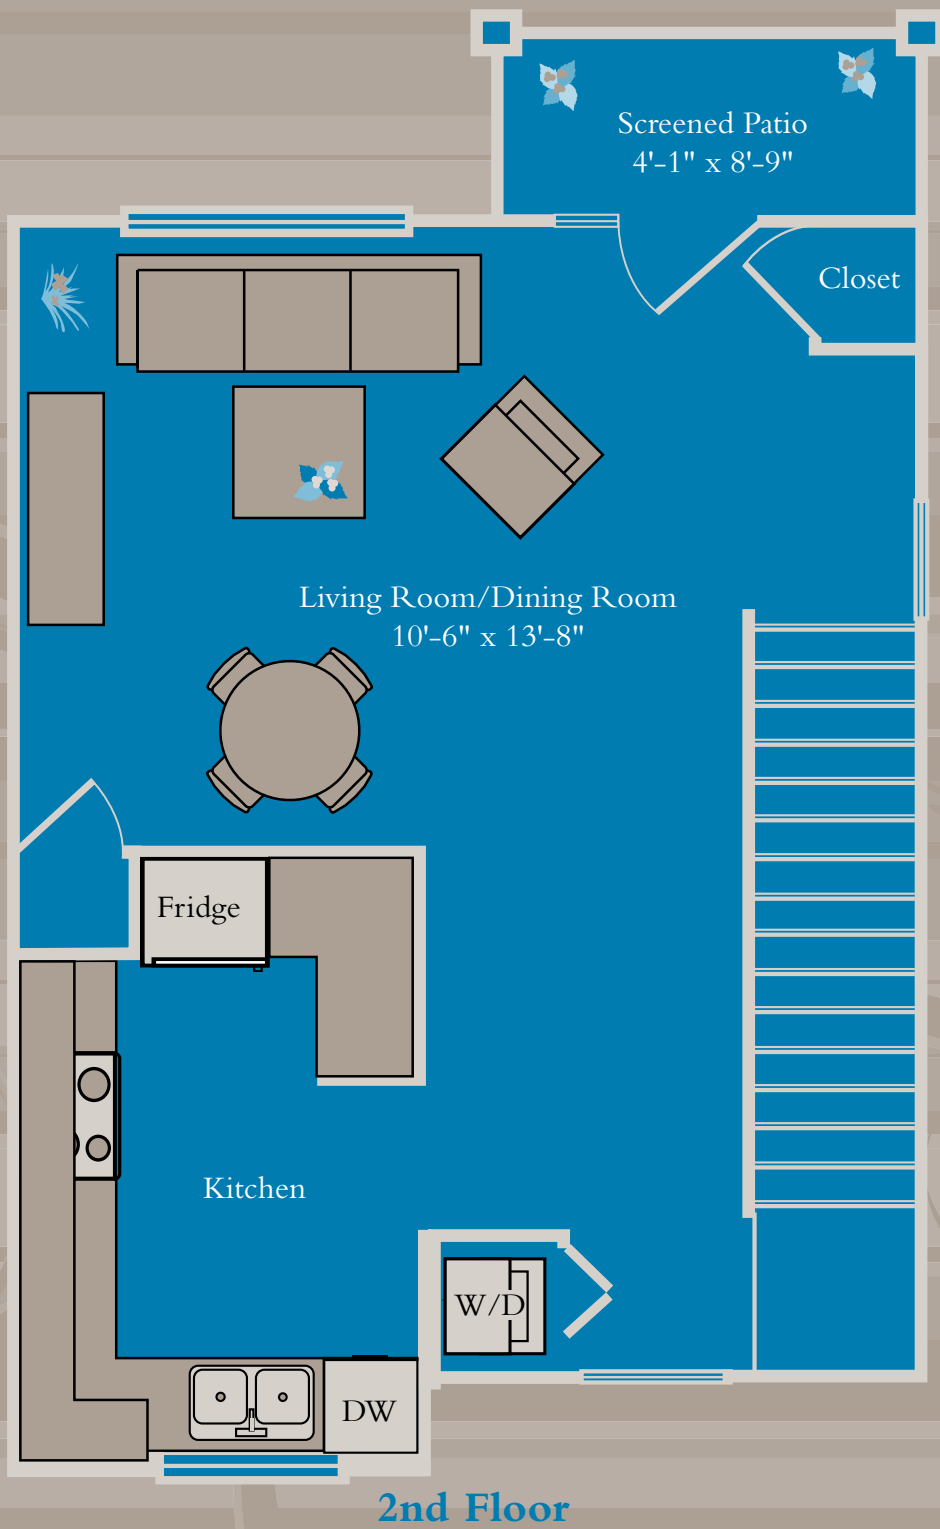 Screened Patio
4'-1" x 8'-9"
Closet
Living Room/Dining Room
10'-6" x 13'-8"
Fridge
Kitchen
W/D
DW
2nd Floor